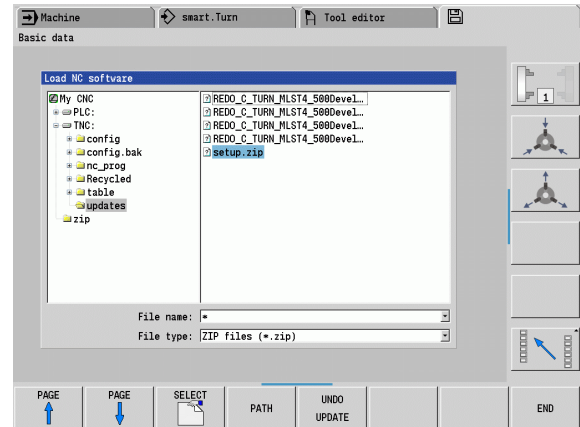 Machine
smart.Turn
Tool editor
Basic data
Load NC software
My CNC
PLC:
TNC:
config
config.bak
nc_prog
Recycled
table
updates
zip
REDO_C_TURN_MLST4_500Devel…
REDO_C_TURN_MLST4_500Devel…
REDO_C_TURN_MLST4_500Devel…
REDO_C_TURN_MLST4_500Devel…
setup.zip
1
File name: *
File type: ZIP files (*.zip)
PAGE
PAGE
SELECT
PATH
UNDO
UPDATE
END